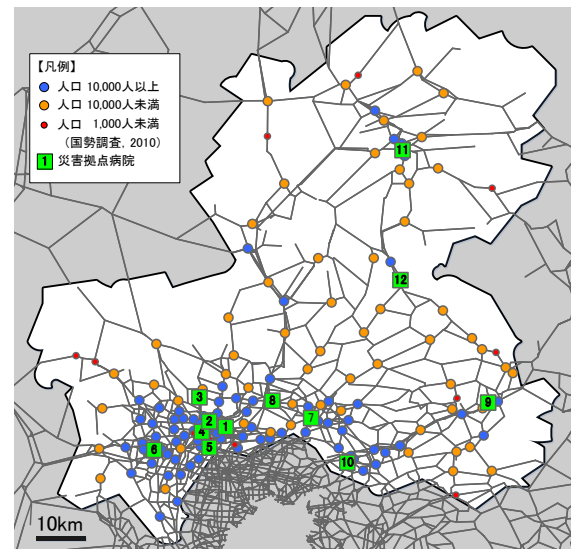 【凡例】
人口 10,000人以上
人口 10,000人未満
人口 1,000人未満
(国勢調査, 2010)
1 災害拠点病院
11
12
3
8
9
2
7
4 1
5
6
10
10km